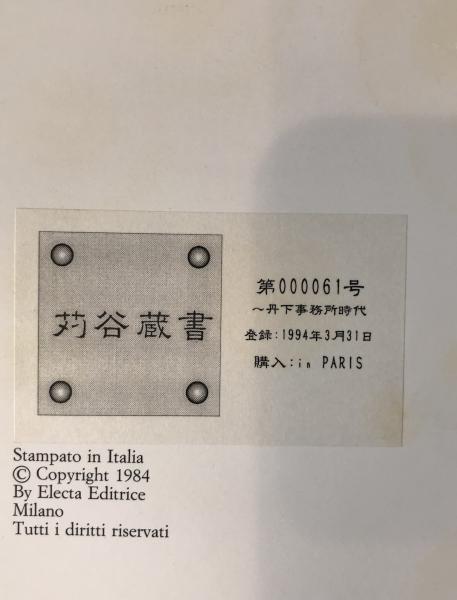 苅谷蔵書
第000061号
～丹下事務所時代
登録:1994年3月31日
購入:in PARIS
Stampato in Italia
© Copyright 1984
By Electa Editrice
Milano
Tutti i diritti riservati